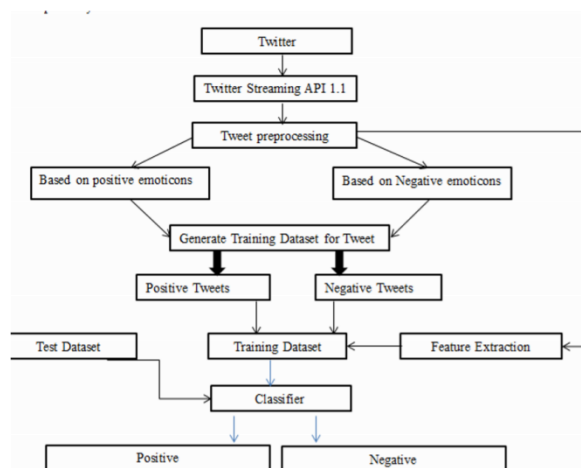 Twitter
Twitter Streaming API 1.1
Tweet preprocessing
Based on positive emoticons
Based on Negative emoticons
Generate Training Dataset for Tweet
Positive Tweets
Negative Tweets
Test Dataset
Training Dataset
Feature Extraction
Classifier
Positive
Negative